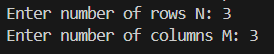 Enter number of rows N: 3
Enter number of columns M: 3